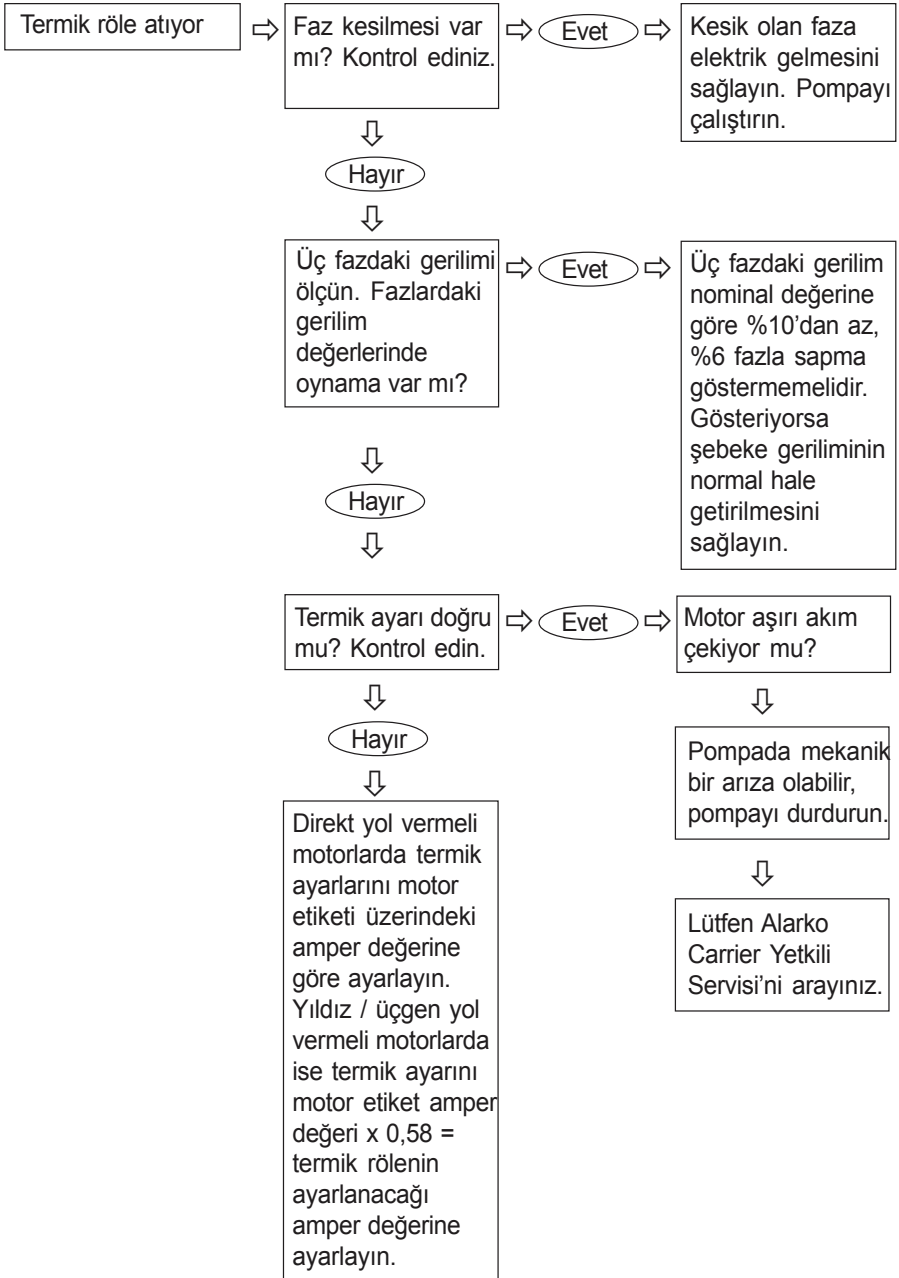 Termik röle atıyor
Faz kesilmesi var
mı? Kontrol ediniz.
Evet
Kesik olan faza
elektrik gelmesini
sağlayın. Pompayı
çalıştırın.
Hayır
Üç fazdaki gerilimi
ölçün. Fazlardaki
gerilim
değerlerinde
oynama var mı?
Evet
Üç fazdaki gerilim
nominal değerine
göre %10’dan az,
%6 fazla sapma
göstermemelidir.
Gösteriyorsa
şebeke geriliminin
normal hale
getirilmesini
sağlayın.
Hayır
Termik ayarı doğru
mu? Kontrol edin.
Evet
Motor aşırı akım
çekiyor mu?
Hayır
Pompada mekanik
bir arıza olabilir,
pompayı durdurun.
Direkt yol vermeli
motorlarda termik
ayarlarını motor
etiketi üzerindeki
amper değerine
göre ayarlayın.
Yıldız / üçgen yol
vermeli motorlarda
ise termik ayarını
motor etiket amper
değeri x 0,58 =
termik rölenin
ayarlanacağı
amper değerine
ayarlayın.
Lütfen Alarko
Carrier Yetkili
Servisi’ni arayınız.